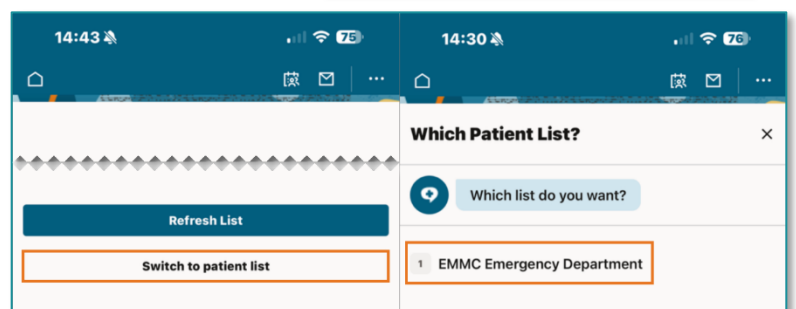 14:43
75
Refresh List
Switch to patient list
14:30
76
Which Patient List?
Which list do you want?
1 EMMC Emergency Department